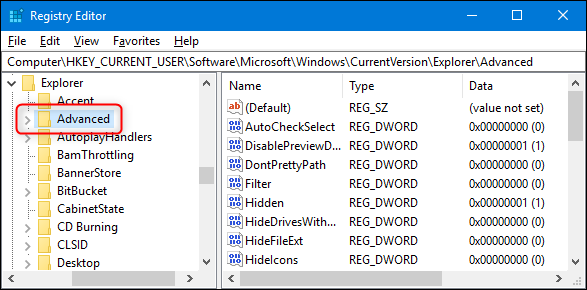 Registry Editor
File Edit View Favorites Help
Computer\HKEY_CURRENT_USER\Software\Microsoft\Windows\CurrentVersion\Explorer\Advanced
Explorer
Accent
Advanced
AutoplayHandlers
BamThrottling
BannerStore
BitBucket
CabinetState
CD Burning
CLSID
Desktop
Name Type Data
ab (Default) REG_SZ (value not set)
AutoCheckSelect REG_DWORD 0x00000000 (0)
DisablePreviewD... REG_DWORD 0x00000001 (1)
DontPrettyPath REG_DWORD 0x00000000 (0)
Filter REG_DWORD 0x00000000 (0)
Hidden REG_DWORD 0x00000001 (1)
HideDrivesWith... REG_DWORD 0x00000000 (0)
HideFileExt REG_DWORD 0x00000000 (0)
HideIcons REG_DWORD 0x00000000 (0)